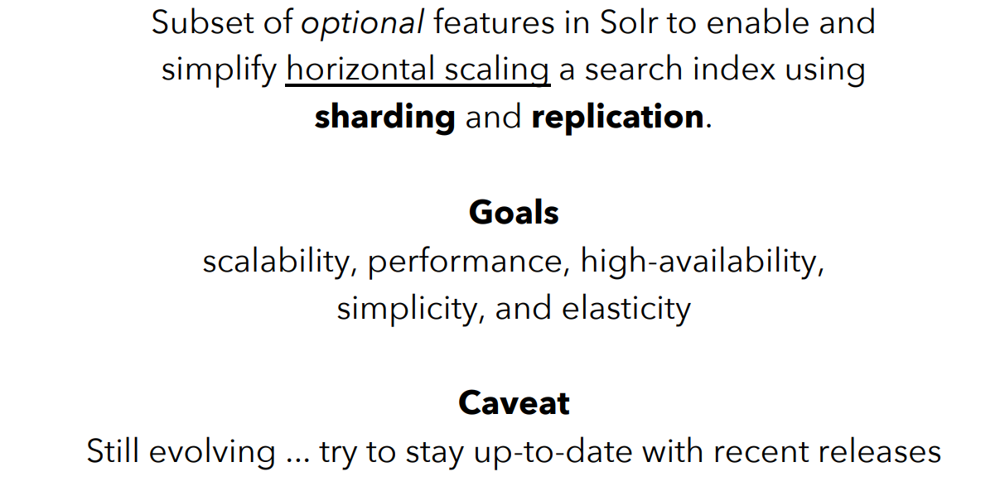 Subset of optional features in Solr to enable and
simplify horizontal scaling a search index using
sharding and replication.
Goals
scalability, performance, high-availability,
simplicity, and elasticity
Caveat
Still evolving ... try to stay up-to-date with recent releases